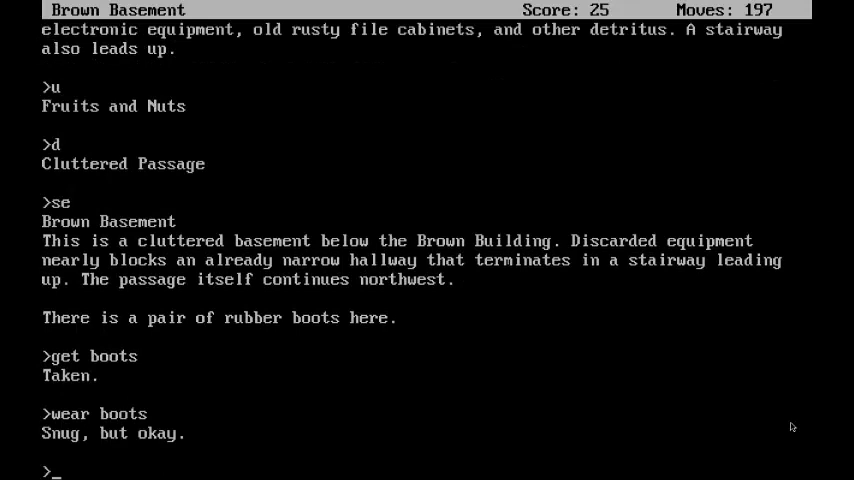 Brown Basement Score: 25 Moves: 197
electronic equipment, old rusty file cabinets, and other detritus. A stairway
also leads up.
>u
Fruits and Nuts
>d
Cluttered Passage
>se
Brown Basement
This is a cluttered basement below the Brown Building. Discarded equipment
nearly blocks an already narrow hallway that terminates in a stairway leading
up. The passage itself continues northwest.
There is a pair of rubber boots here.
>get boots
Taken.
>wear boots
Snug, but okay.
>_